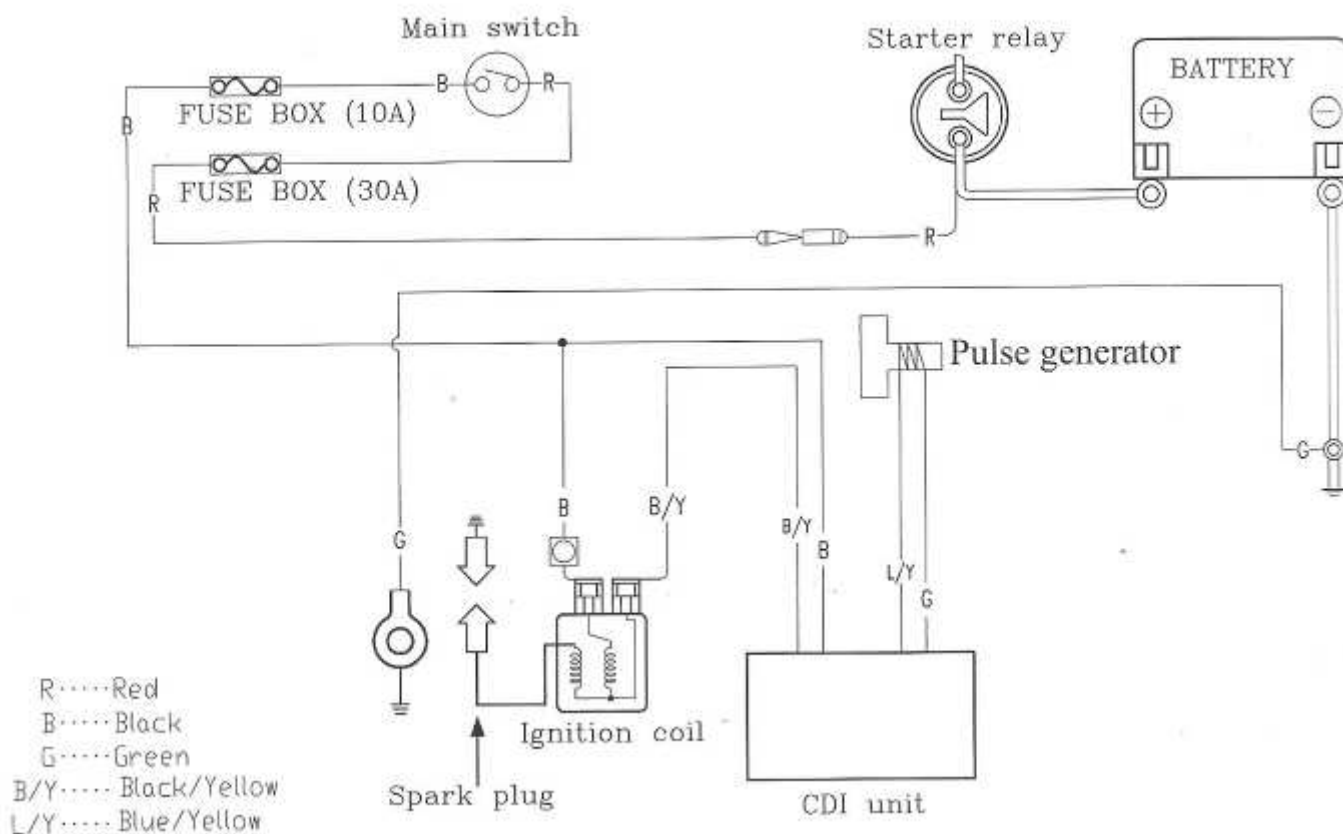 Main switch
Starter relay
BATTERY
B
R
FUSE BOX (10A)
B
FUSE BOX (30A)
R
R
Pulse generator
G
B
B/Y
B/Y
B
L/Y
G
G
Ignition coil
Spark plug
CDI unit
R·····Red
B·····Black
G·····Green
B/Y·····Black/Yellow
L/Y·····Blue/Yellow